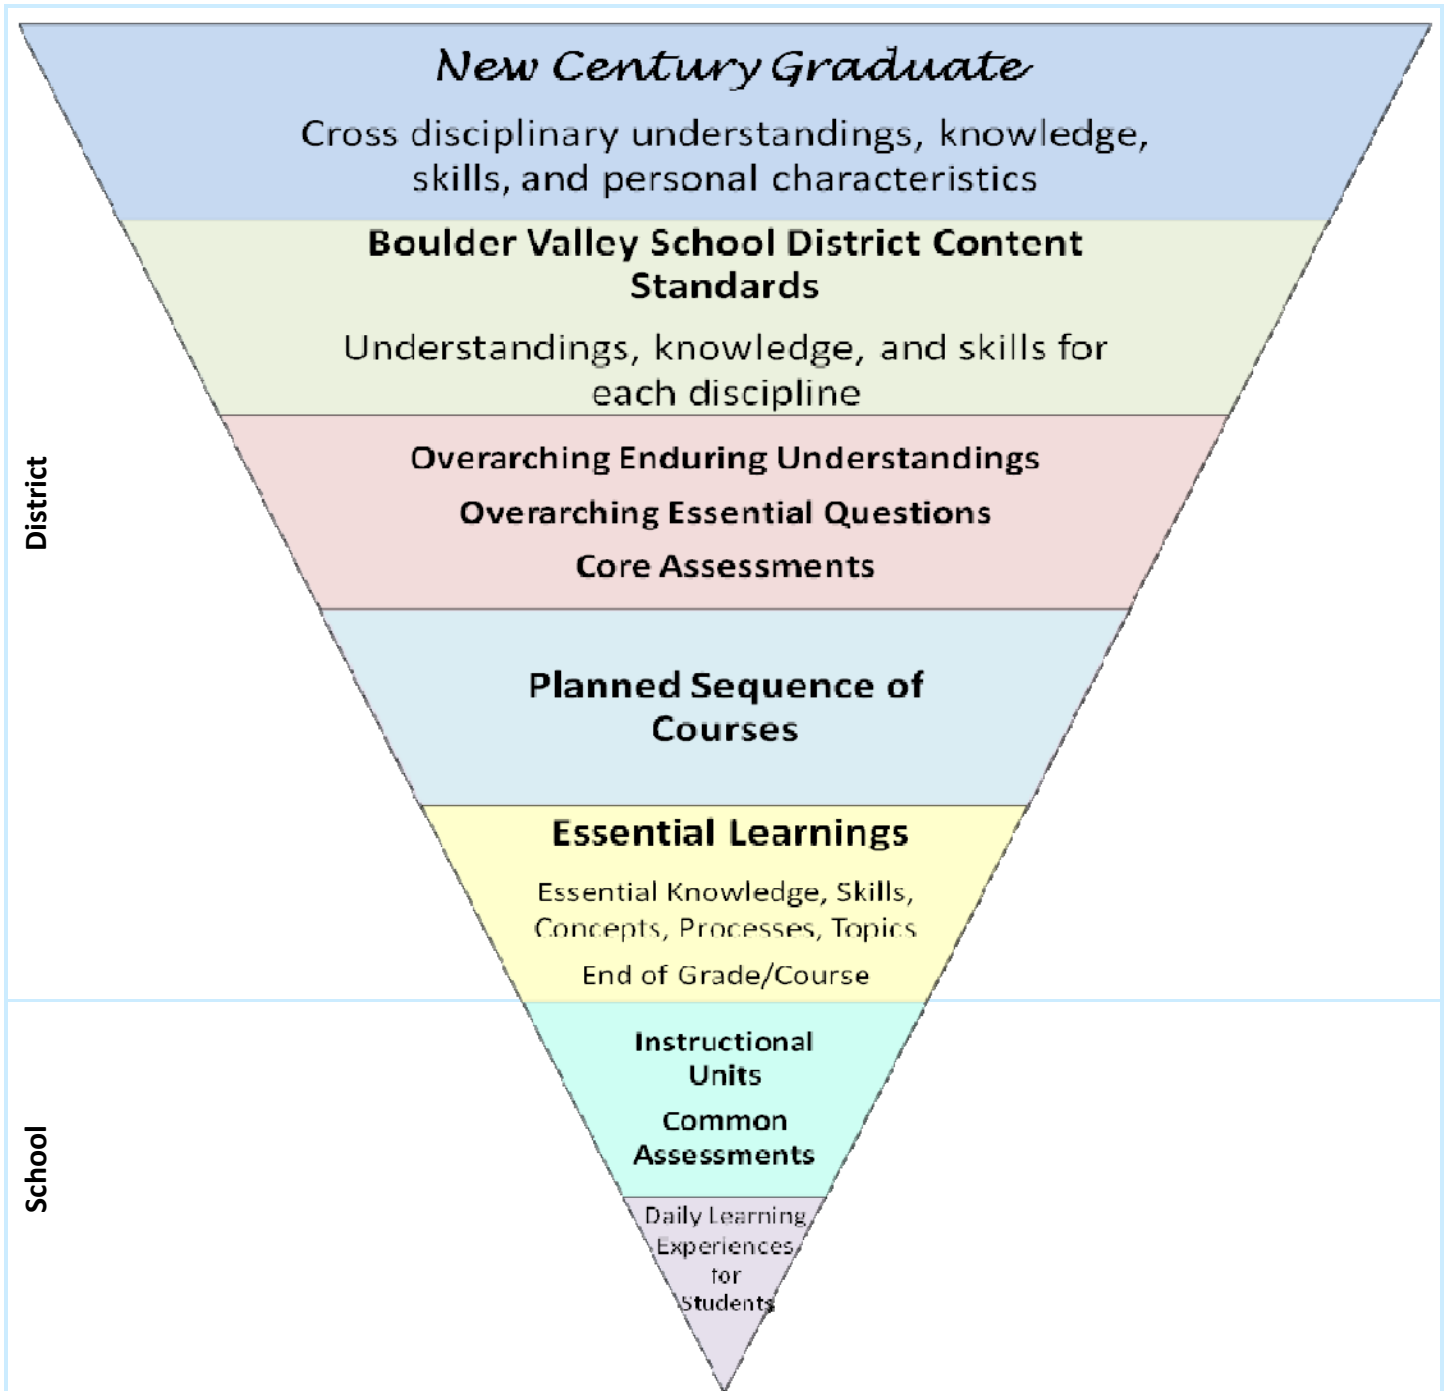 New Century Graduate
Cross disciplinary understandings, knowledge,
skills, and personal characteristics
Boulder Valley School District Content
Standards
Understandings, knowledge, and skills for
each discipline
District
Overarching Enduring Understandings
Overarching Essential Questions
Core Assessments
Planned Sequence of
Courses
Essential Learnings
Essential Knowledge, Skills,
Concepts, Processes, Topics
End of Grade/Course
School
Instructional
Units
Common
Assessments
Daily Learning
Experiences
for
Students